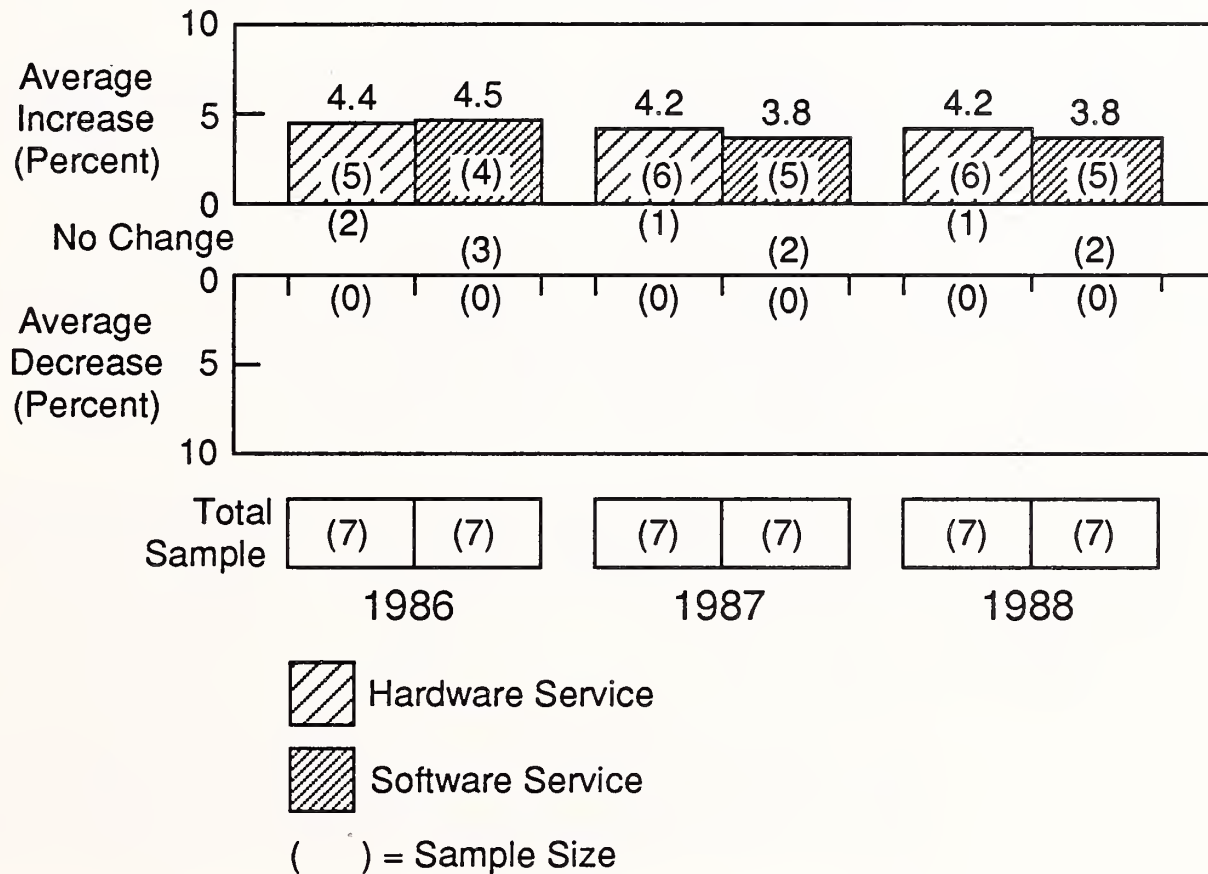 10
Average
Increase
(Percent)
5
4.4 4.5 4.2 3.8 4.2 3.8
(5) (4) (6) (5) (6) (5)
0
No Change
(2) (3) (1) (2) (1) (2)
0
(0) (0) (0) (0) (0) (0)
Average
Decrease
(Percent)
5
10
Total
Sample
(7) (7) (7) (7) (7) (7)
1986 1987 1988
Hardware Service
Software Service
( ) = Sample Size